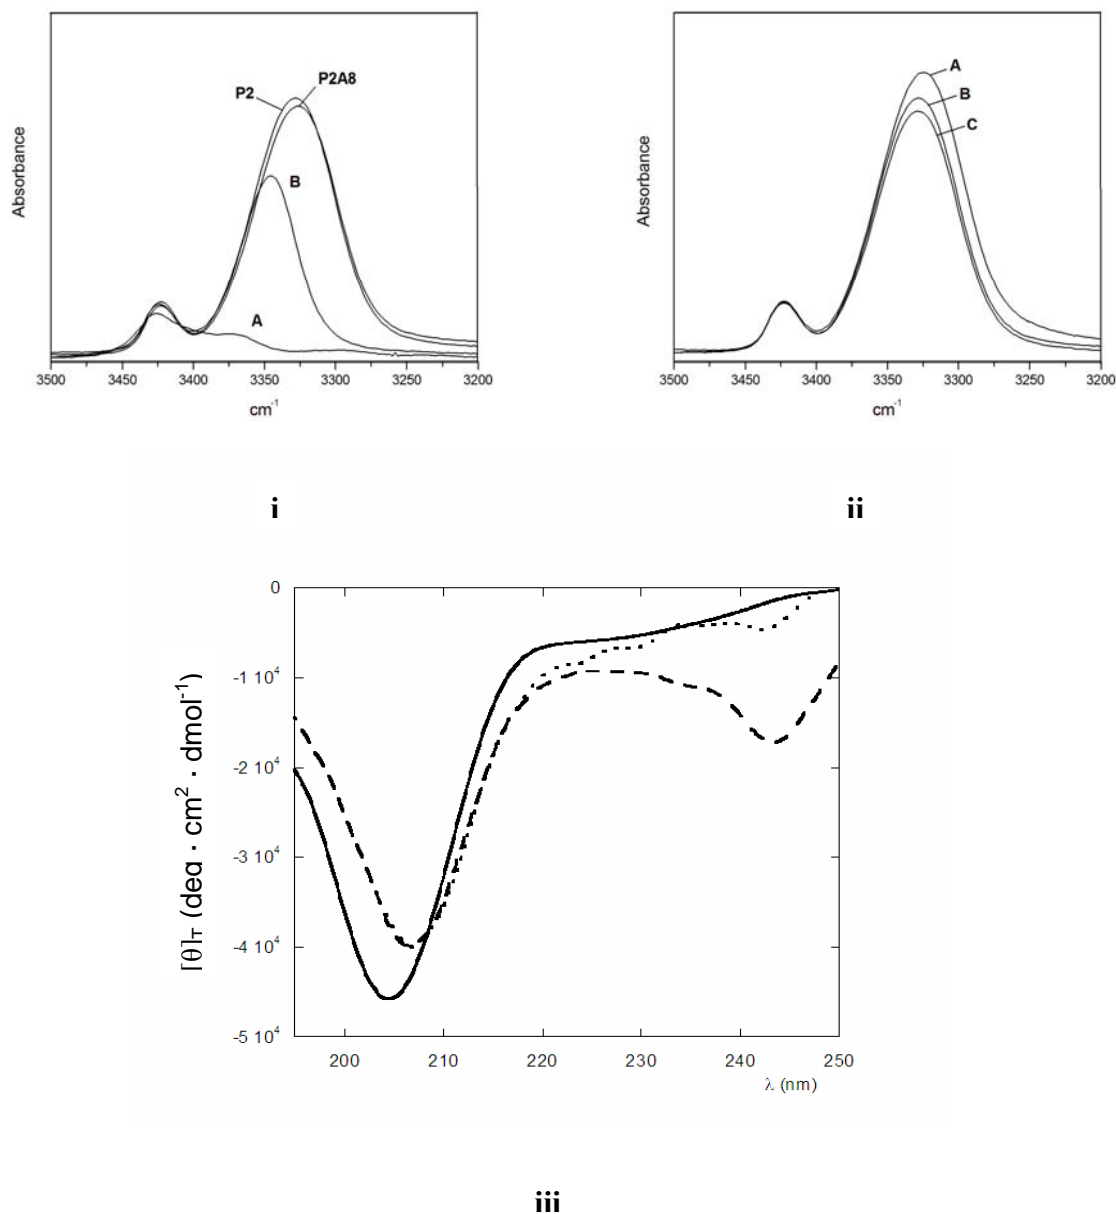 P2
P2A8
B
A
Absorbance
3500 3450 3400 3350 3300 3250 3200
cm-1
A
B
C
Absorbance
3500 3450 3400 3350 3300 3250 3200
cm-1
i
ii
0
-1 10⁴
-2 10⁴
-3 10⁴
-4 10⁴
-5 10⁴
[θ]T (deg · cm² · dmol-1)
200 210 220 230 240 250
λ (nm)
iii